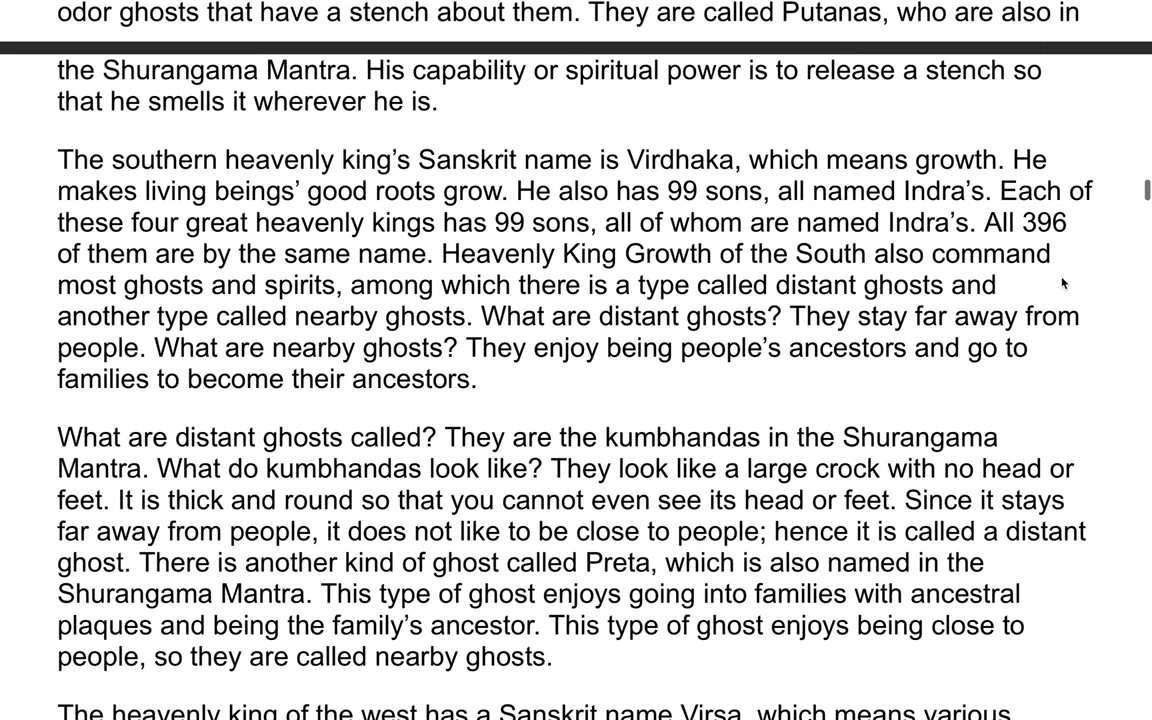 odor ghosts that have a stench about them. They are called Putanas, who are also in
the Shurangama Mantra. His capability or spiritual power is to release a stench so
that he smells it wherever he is.
The southern heavenly king’s Sanskrit name is Virdhaka, which means growth. He
makes living beings’ good roots grow. He also has 99 sons, all named Indra’s. Each of
these four great heavenly kings has 99 sons, all of whom are named Indra’s. All 396
of them are by the same name. Heavenly King Growth of the South also command
most ghosts and spirits, among which there is a type called distant ghosts and
another type called nearby ghosts. What are distant ghosts? They stay far away from
people. What are nearby ghosts? They enjoy being people’s ancestors and go to
families to become their ancestors.
What are distant ghosts called? They are the kumbhandas in the Shurangama
Mantra. What do kumbhandas look like? They look like a large crock with no head or
feet. It is thick and round so that you cannot even see its head or feet. Since it stays
far away from people, it does not like to be close to people; hence it is called a distant
ghost. There is another kind of ghost called Preta, which is also named in the
Shurangama Mantra. This type of ghost enjoys going into families with ancestral
plaques and being the family’s ancestor. This type of ghost enjoys being close to
people, so they are called nearby ghosts.
The heavenly king of the west has a Sanskrit name Virsa, which means various